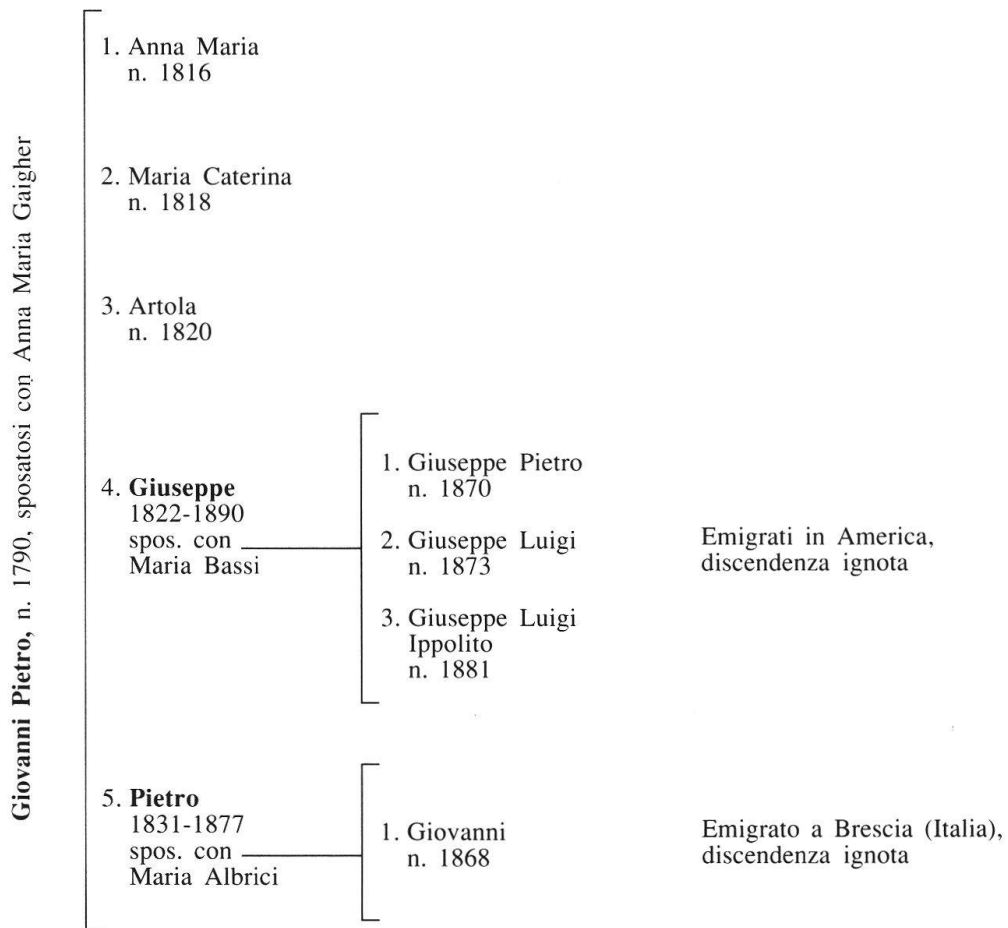 Giovanni Pietro, n. 1790, sposatosi con Anna Maria Gaigher
1. Anna Maria
n. 1816
2. Maria Caterina
n. 1818
3. Artola
n. 1820
4. Giuseppe
1822-1890
spos. con
Maria Bassi
1. Giuseppe Pietro
n. 1870
2. Giuseppe Luigi
n. 1873
3. Giuseppe Luigi
Ippolito
n. 1881
Emigrati in America,
discendenza ignota
5. Pietro
1831-1877
spos. con
Maria Albrici
1. Giovanni
n. 1868
Emigrato a Brescia (Italia),
discendenza ignota